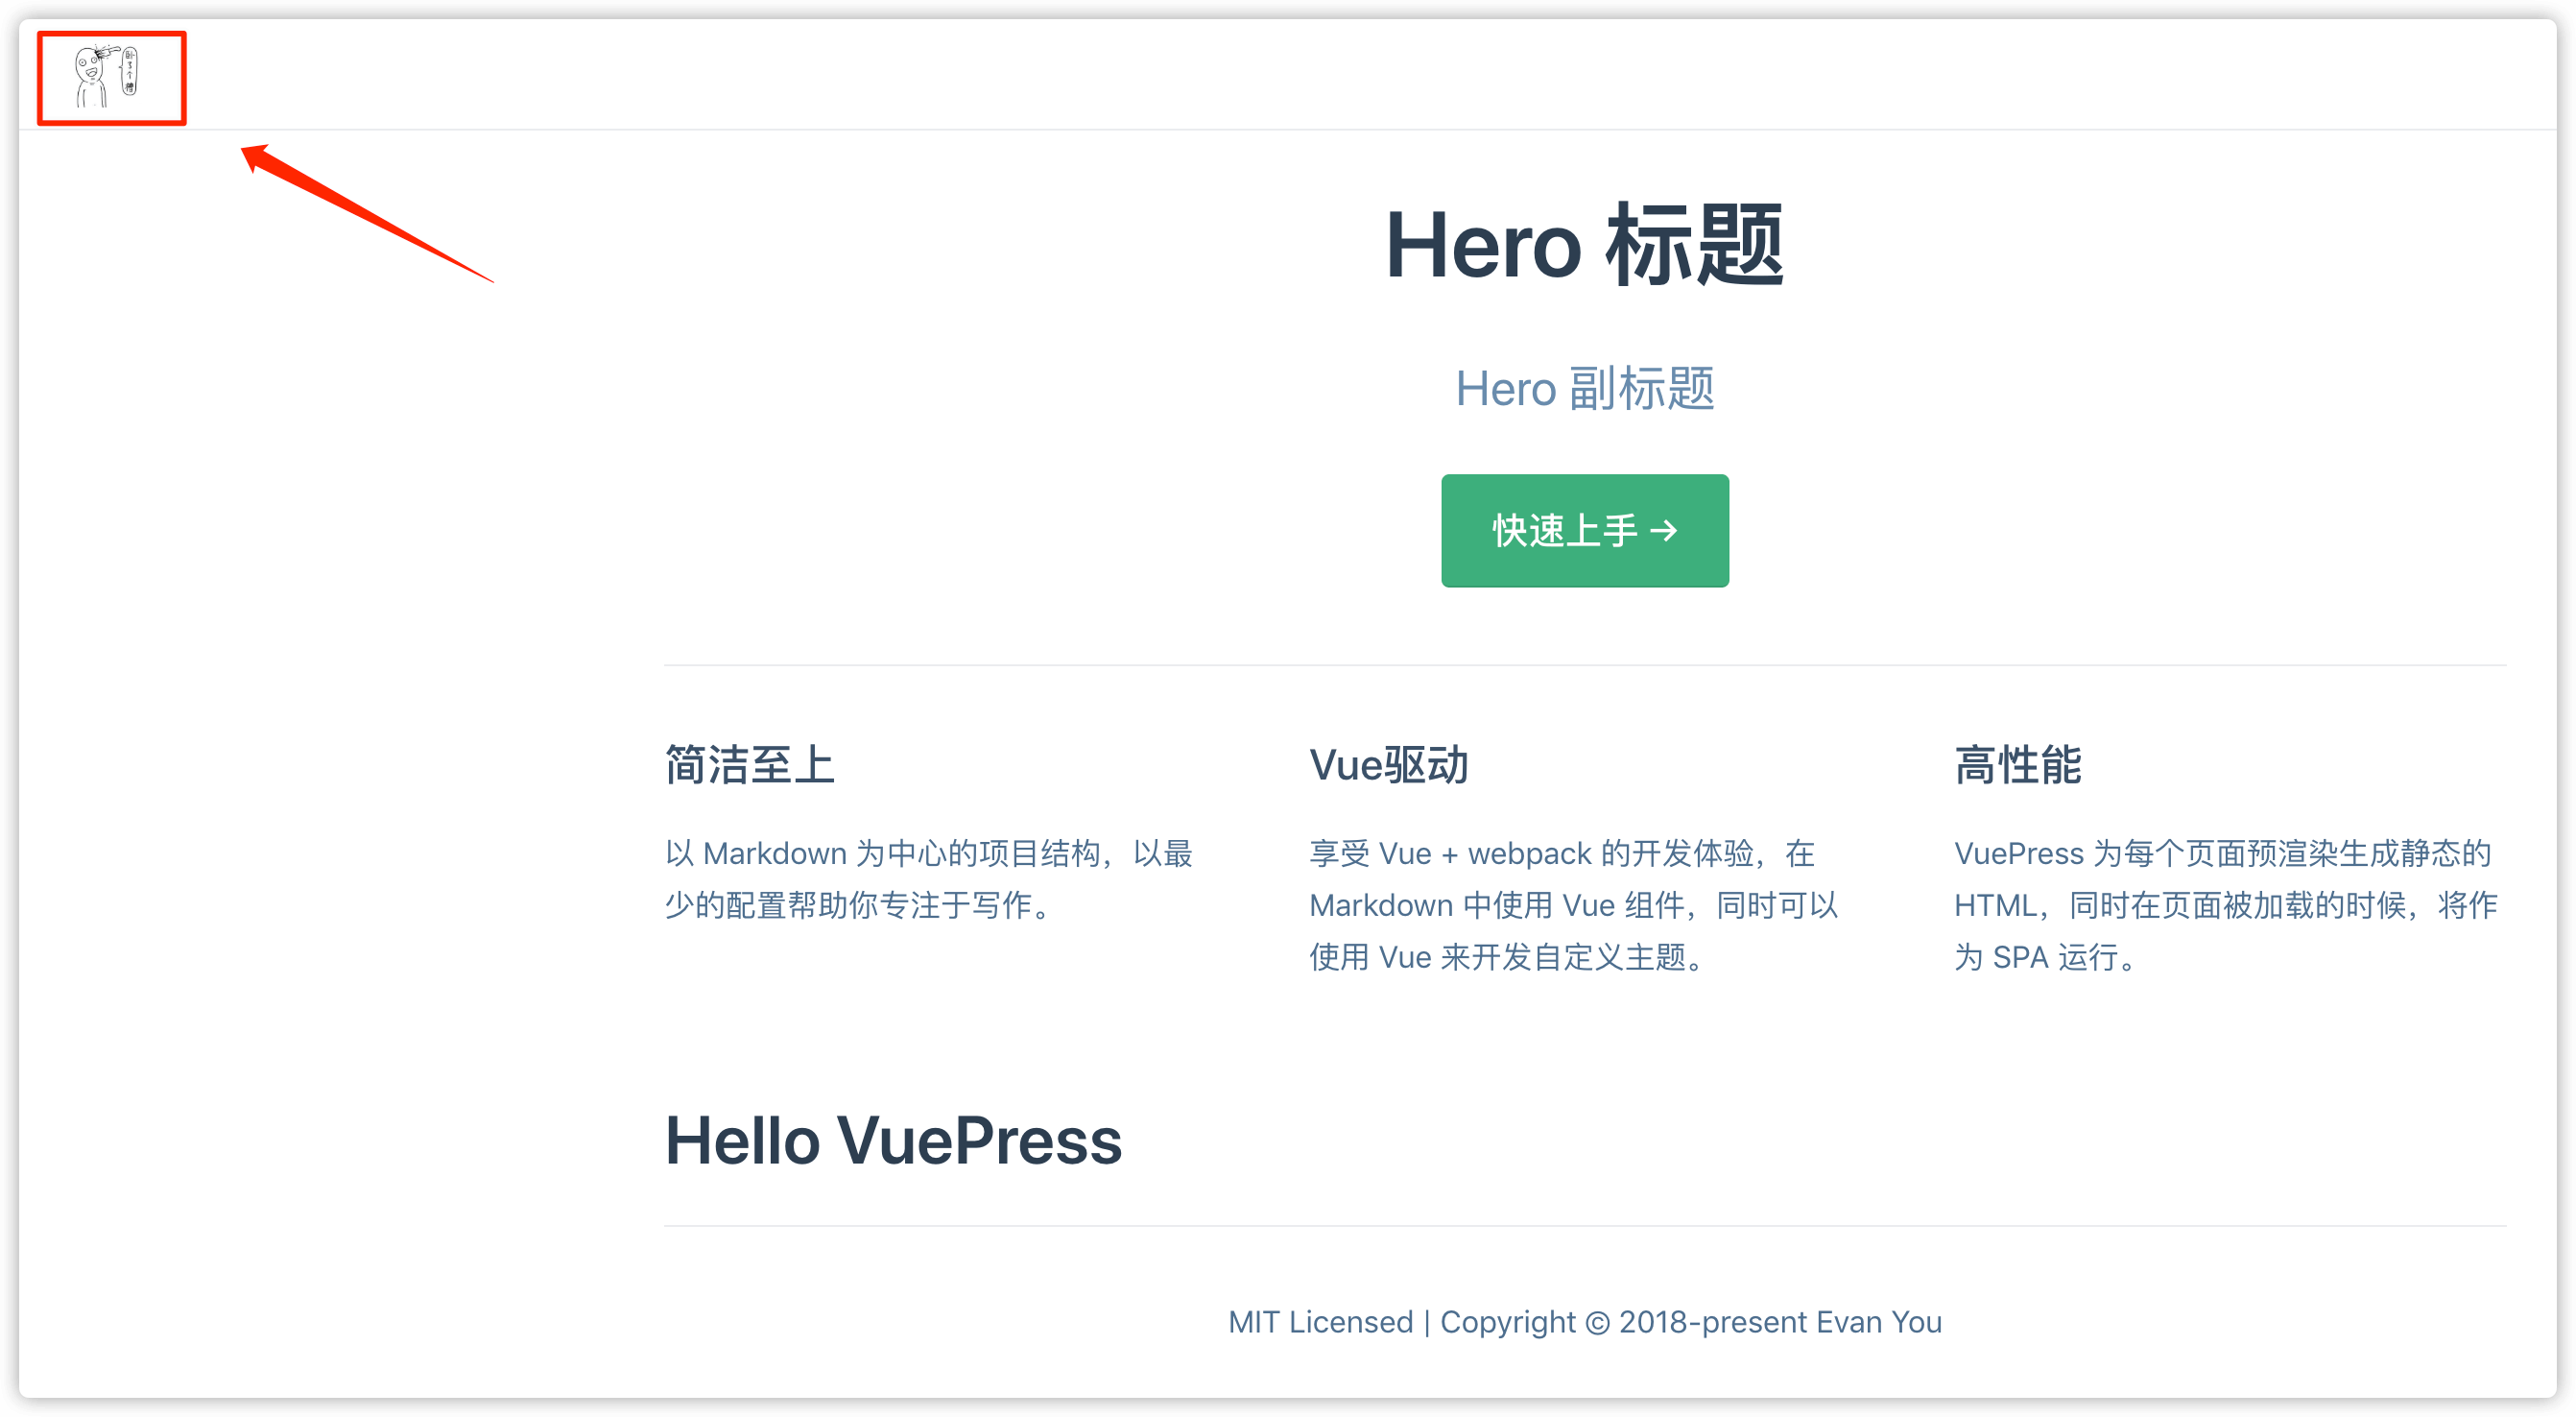 卧了个槽
Hero 标题
Hero 副标题
快速上手 →
简洁至上
以 Markdown 为中心的项目结构，以最
少的配置帮助你专注于写作。
Vue驱动
享受 Vue + webpack 的开发体验，在
Markdown 中使用 Vue 组件，同时可以
使用 Vue 来开发自定义主题。
高性能
VuePress 为每个页面预渲染生成静态的
HTML，同时在页面被加载的时候，将作
为 SPA 运行。
Hello VuePress
MIT Licensed | Copyright © 2018-present Evan You